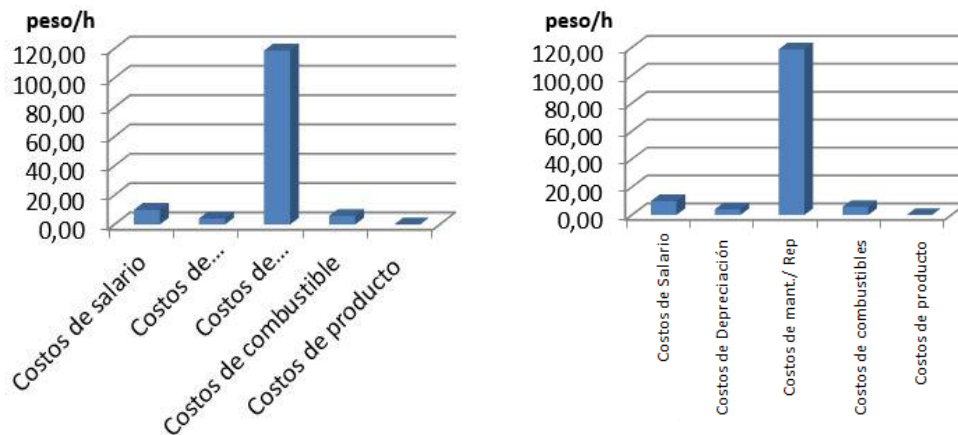 peso/h
120,00
100,00
80,00
60,00
40,00
20,00
0,00
Costos de salario
Costos de...
Costos de...
Costos de combustible
Costos de producto
peso/h
120,00
100,00
80,00
60,00
40,00
20,00
0,00
Costos de Salario
Costos de Depreciación
Costos de mant./ Rep
Costos de combustibles
Costos de producto